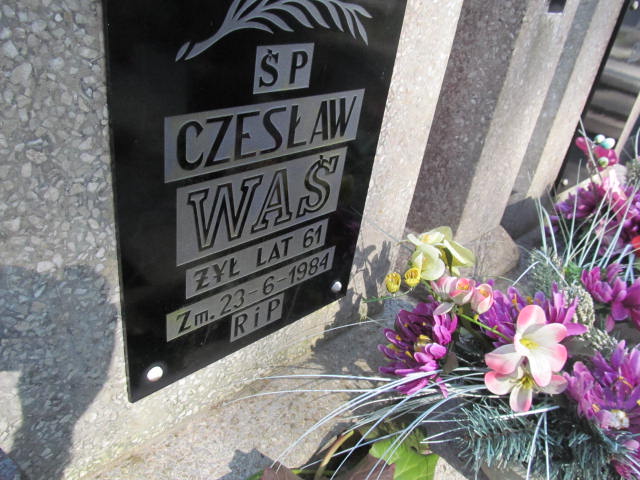 ŚP
CZESŁAW
WAŚ
ŻYŁ LAT 61
Zm. 23-6-1984
RiP